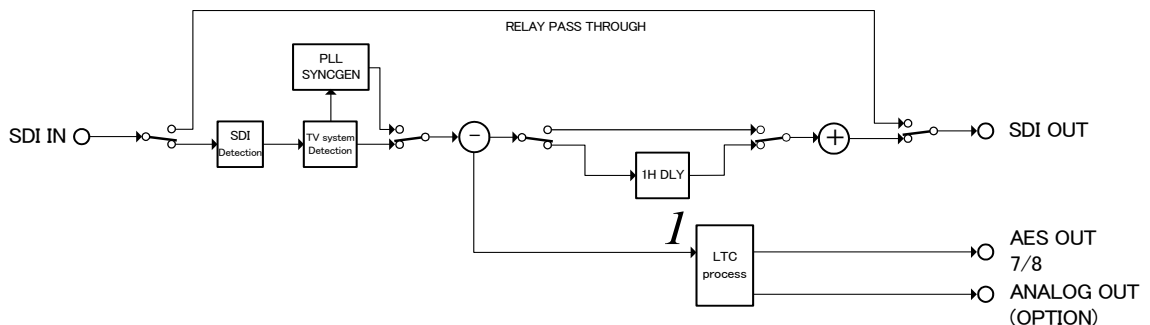 RELAY PASS THROUGH
PLL
SYNCGEN
SDI IN
SDI
Detection
TV system
Detection
-
+
SDI OUT
1H DLY
1
LTC
process
AES OUT
7/8
ANALOG OUT
(OPTION)